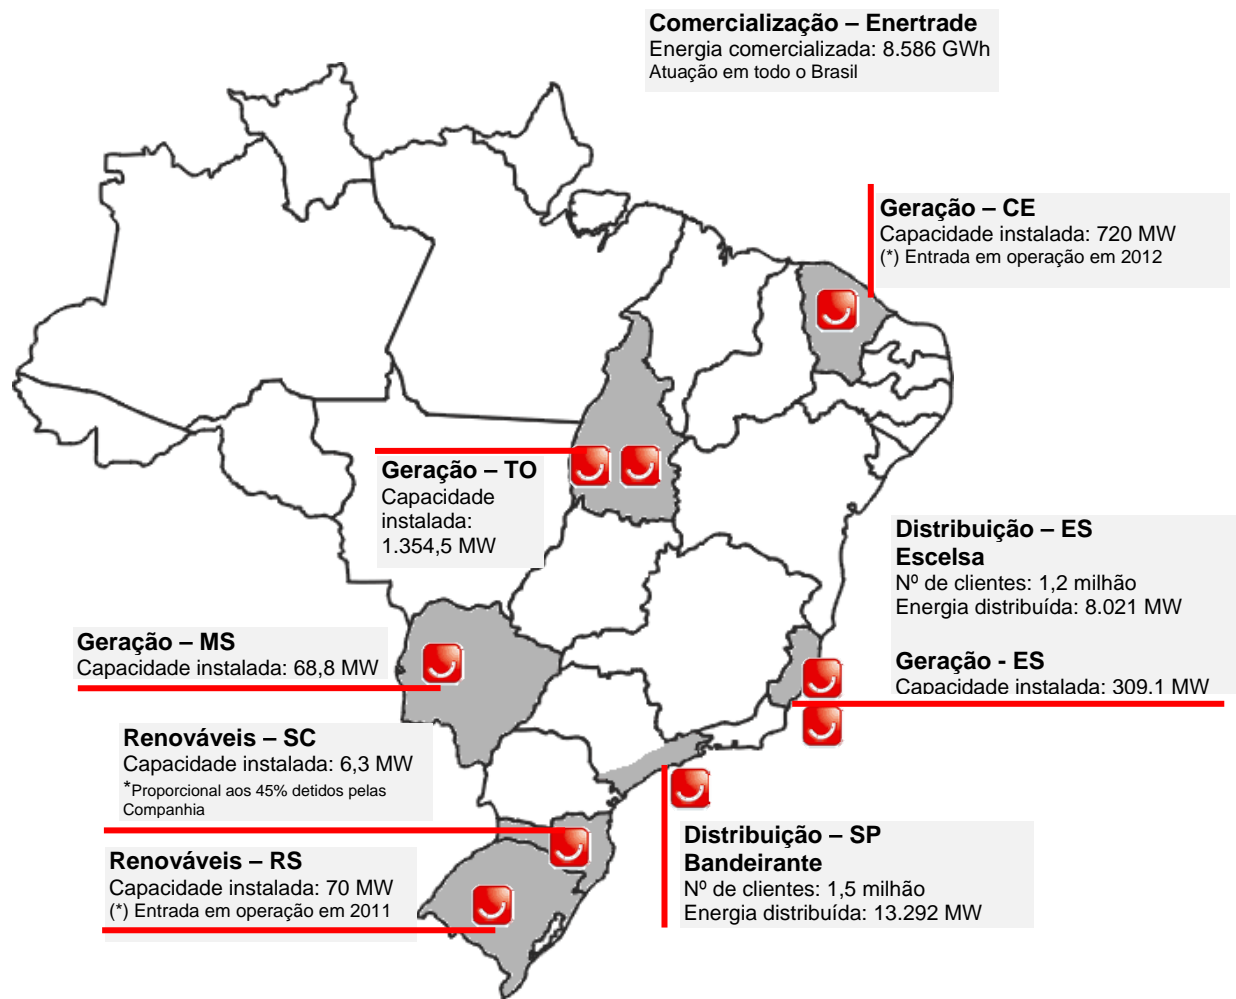 Comercialização – Enertrade
Energia comercializada: 8.586 GWh
Atuação em todo o Brasil
Geração – CE
Capacidade instalada: 720 MW
(*) Entrada em operação em 2012
Geração – TO
Capacidade
instalada:
1.354,5 MW
Distribuição – ES
Escelsa
Nº de clientes: 1,2 milhão
Energia distribuída: 8.021 MW
Geração - ES
Capacidade instalada: 309.1 MW
Geração – MS
Capacidade instalada: 68,8 MW
Renováveis – SC
Capacidade instalada: 6,3 MW
*Proporcional aos 45% detidos pelas
Companhia
Renováveis – RS
Capacidade instalada: 70 MW
(*) Entrada em operação em 2011
Distribuição – SP
Bandeirante
Nº de clientes: 1,5 milhão
Energia distribuída: 13.292 MW